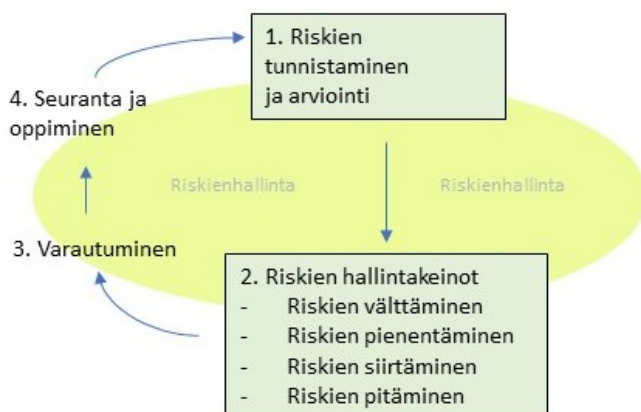 1. Riskien
tunnistaminen
ja arviointi
4. Seuranta ja
oppiminen
Riskienhallinta
Riskienhallinta
3. Varautuminen
2. Riskien hallintakeinot
- Riskien välttäminen
- Riskien pienentäminen
- Riskien siirtäminen
- Riskien pitäminen